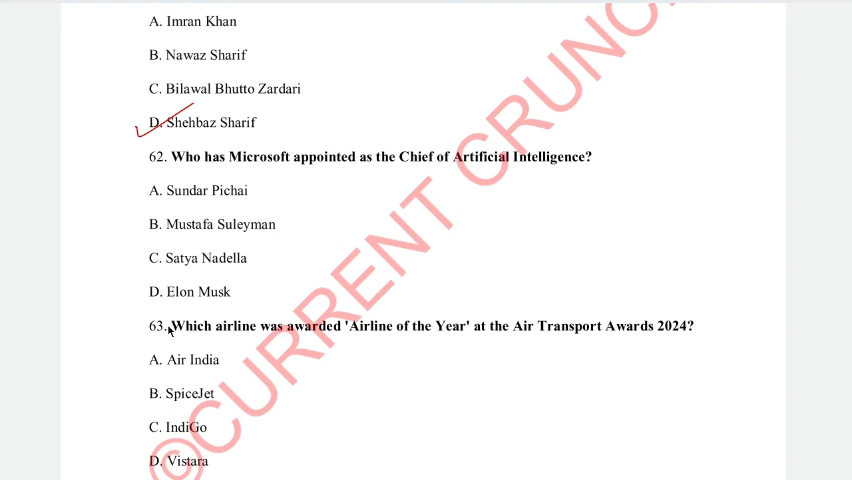 A. Imran Khan
B. Nawaz Sharif
C. Bilawal Bhutto Zardari
D. Shehbaz Sharif
62. Who has Microsoft appointed as the Chief of Artificial Intelligence?
A. Sundar Pichai
B. Mustafa Suleyman
C. Satya Nadella
D. Elon Musk
63. Which airline was awarded 'Airline of the Year' at the Air Transport Awards 2024?
A. Air India
B. SpiceJet
C. IndiGo
D. Vistara
©CURRENT CRUNC